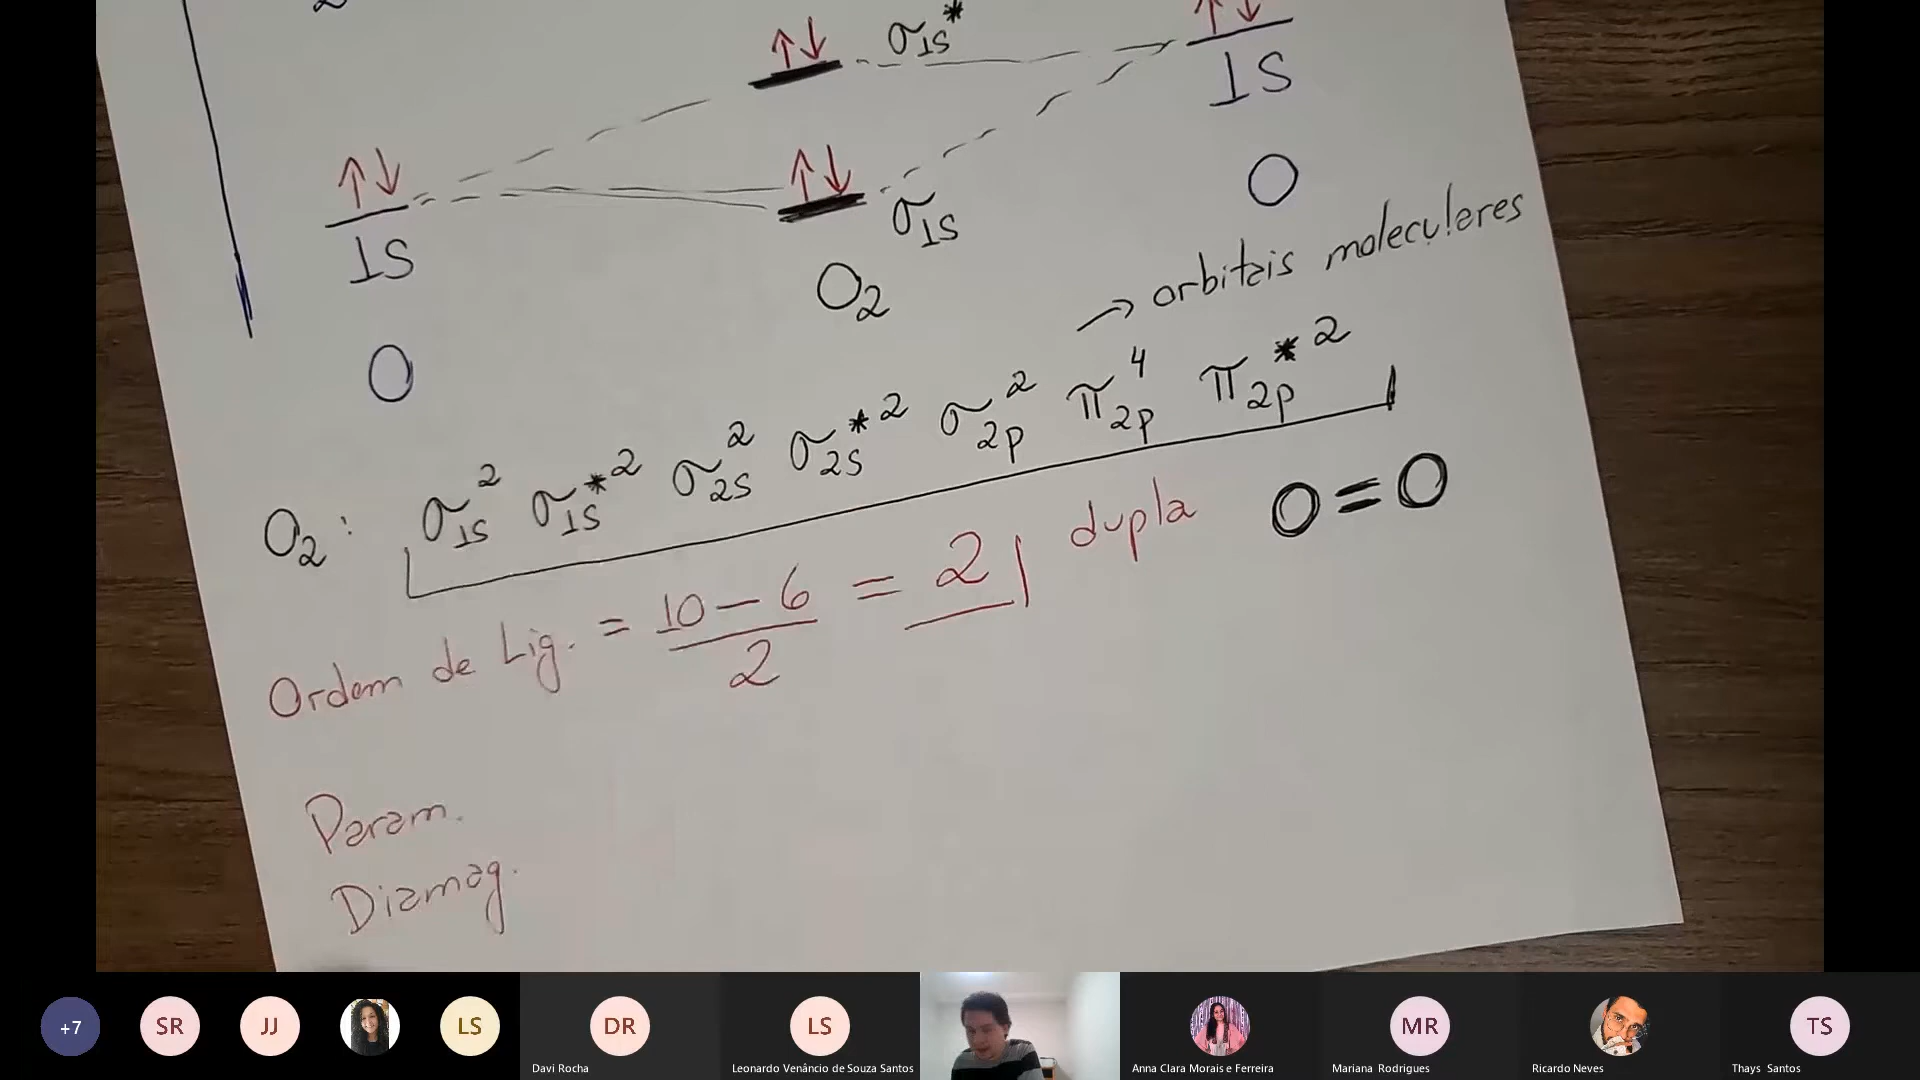 ↑↓ σ1S* ↑↓
1S
↑↓ ↑↓
1S σ1S O
O2 → orbitais moleculares
O
O2: σ1S² σ1S*² σ2S² σ2S*² σ2p² π2p⁴ π2p*²
Ordem de Lig. = 10 – 6 / 2 = 2 dupla O=O
Param.
Diamag.
+7 SR JJ LS DR LS MR TS
Davi Rocha Leonardo Venâncio de Souza Santos Anna Clara Morais e Ferreira Mariana Rodrigues Ricardo Neves Thays Santos